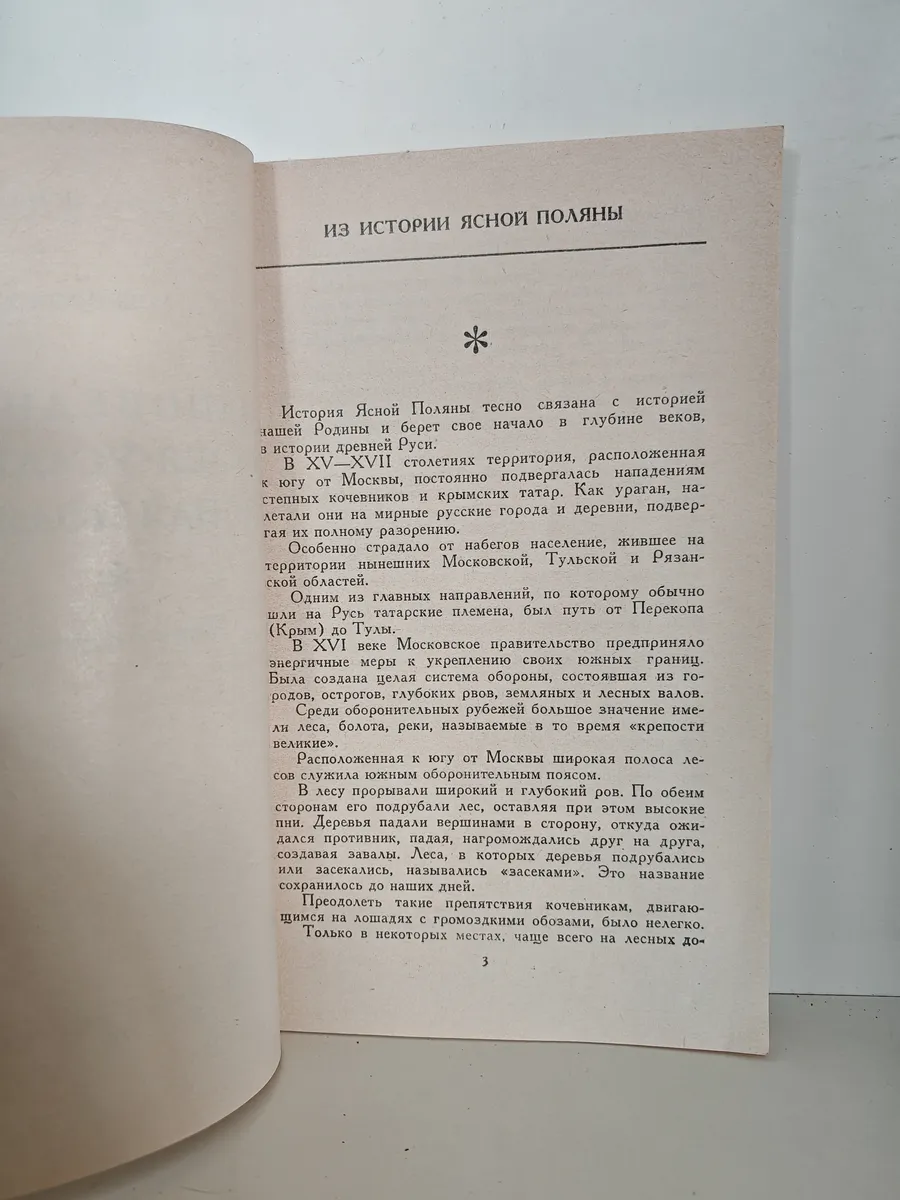 ИЗ ИСТОРИИ ЯСНОЙ ПОЛЯНЫ
*
История Ясной Поляны тесно связана с историей
нашей Родины и берет свое начало в глубине веков,
в истории древней Руси.
В XV—XVII столетиях территория, расположенная
к югу от Москвы, постоянно подвергалась нападениям
степных кочевников и крымских татар. Как ураган, на-
летали они на мирные русские города и деревни, подвер-
гая их полному разорению.
Особенно страдало от набегов население, жившее на
территории нынешних Московской, Тульской и Рязан-
ской областей.
Одним из главных направлений, по которому обычно
шли на Русь татарские племена, был путь от Перекопа
(Крым) до Тулы.
В XVI веке Московское правительство предприняло
энергичные меры к укреплению своих южных границ.
Была создана целая система обороны, состоявшая из го-
родов, острогов, глубоких рвов, земляных и лесных валов.
Среди оборонительных рубежей большое значение име-
ли леса, болота, реки, называемые в то время «крепости
великие».
Расположенная к югу от Москвы широкая полоса ле-
сов служила южным оборонительным поясом.
В лесу прорывали широкий и глубокий ров. По обеим
сторонам его подрубали лес, оставляя при этом высокие
пни. Деревья падали вершинами в сторону, откуда ожи-
дался противник, падая, нагромождались друг на друга,
создавая завалы. Леса, в которых деревья подрубались
или засекались, назывались «засеками». Это название
сохранилось до наших дней.
Преодолеть такие препятствия кочевникам, двигаю-
щимся на лошадях с громоздкими обозами, было нелегко.
Только в некоторых местах, чаще всего на лесных до-
3